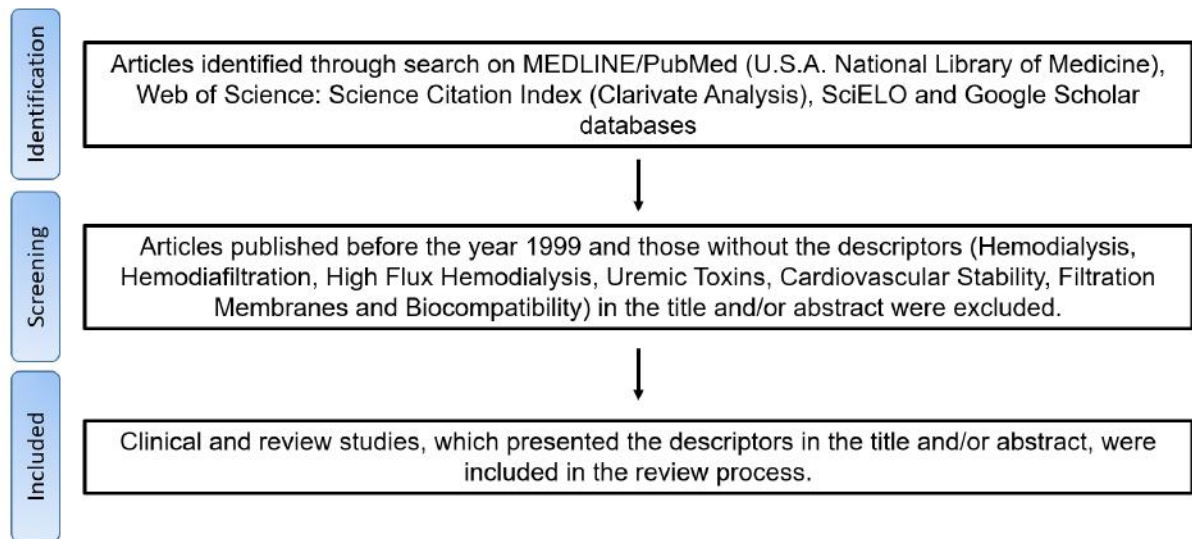 Identification
Articles identified through search on MEDLINE/PubMed (U.S.A. National Library of Medicine),
Web of Science: Science Citation Index (Clarivate Analysis), SciELO and Google Scholar
databases
Screening
Articles published before the year 1999 and those without the descriptors (Hemodialysis,
Hemodiafiltration, High Flux Hemodialysis, Uremic Toxins, Cardiovascular Stability, Filtration
Membranes and Biocompatibility) in the title and/or abstract were excluded.
Included
Clinical and review studies, which presented the descriptors in the title and/or abstract, were
included in the review process.